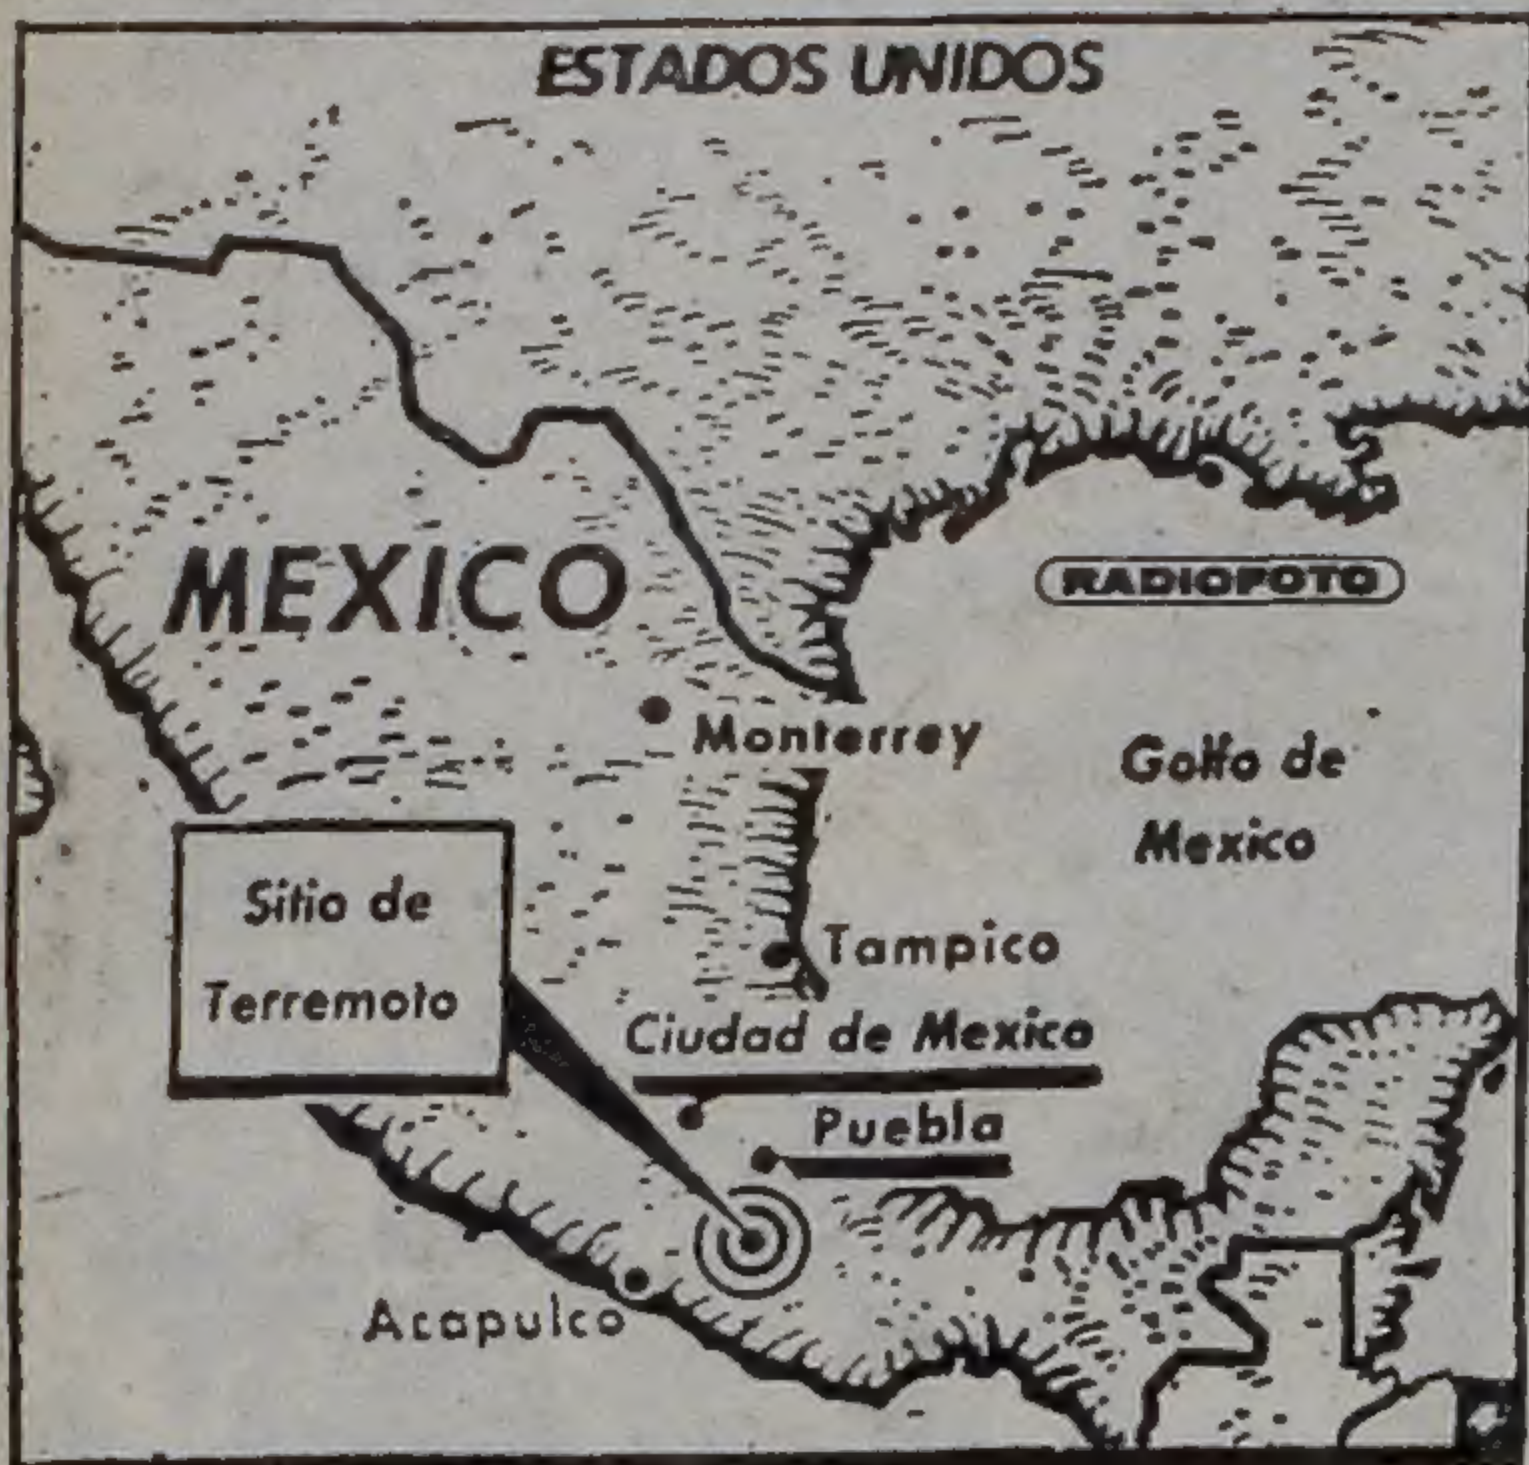 ESTADOS UNIDOS
MEXICO
RADIOFOTO
Monterrey
Golfo de
Mexico
Sitio de
Terremoto
Tampico
Ciudad de Mexico
Puebla
Acapulco